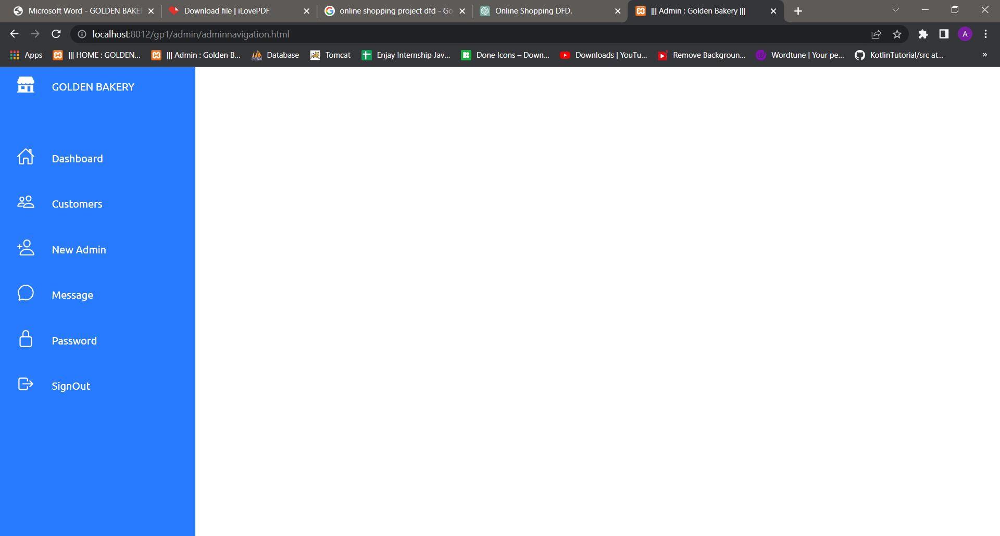 Microsoft Word - GOLDEN BAKER
Download file | iLovePDF
online shopping project dfd - Go
Online Shopping DFD.
||| Admin : Golden Bakery |||
localhost:8012/gp1/admin/adminnavigation.html
A
Apps
||| HOME : GOLDEN...
||| Admin : Golden B...
Database
Tomcat
Enjay Internship Jav...
Done Icons – Down...
Downloads | YouTu...
Remove Backgroun...
Wordtune | Your pe...
KotlinTutorial/src at...
»
GOLDEN BAKERY
Dashboard
Customers
New Admin
Message
Password
SignOut